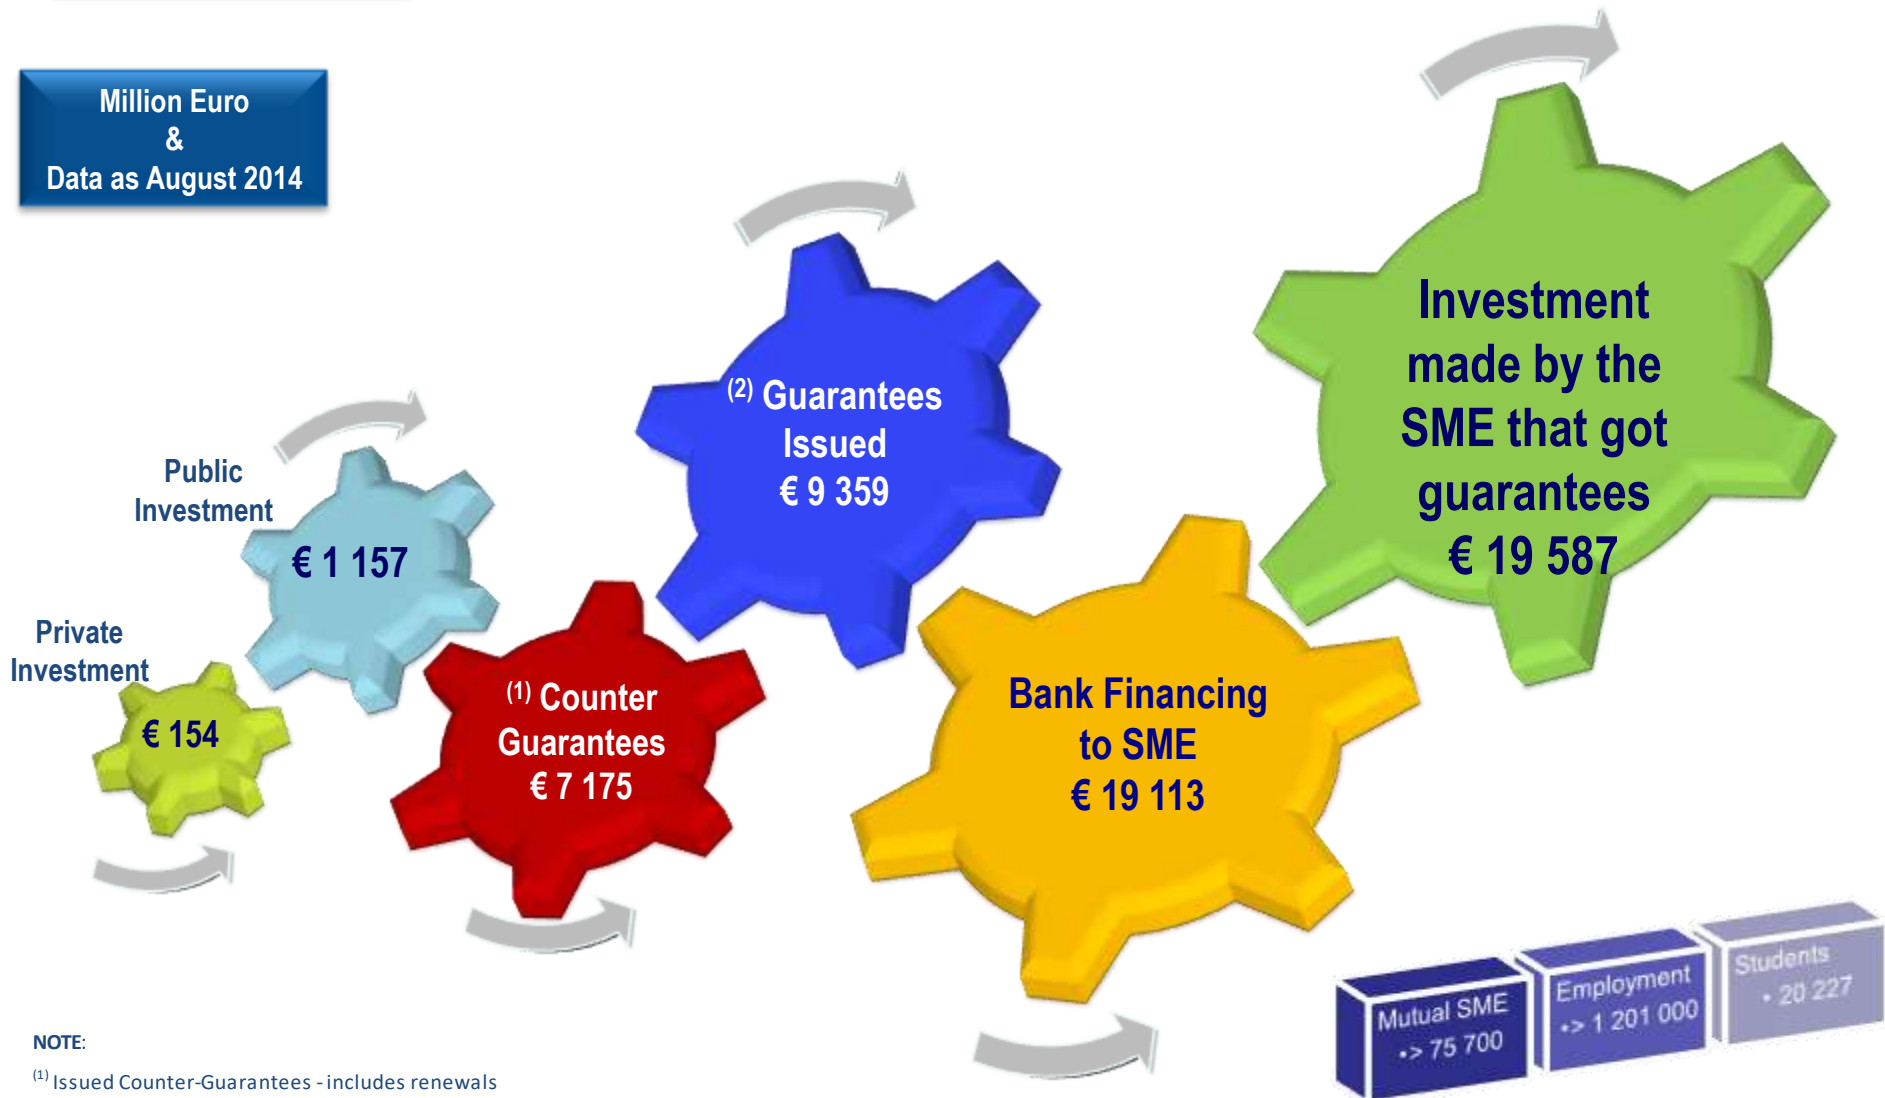 Million Euro
&
Data as August 2014
Public
Investment
€ 1 157
Private
Investment
€ 154
(1) Counter
Guarantees
€ 7 175
(2) Guarantees
Issued
€ 9 359
Bank Financing
to SME
€ 19 113
Investment
made by the
SME that got
guarantees
€ 19 587
Mutual SME
•> 75 700
Employment
•> 1 201 000
Students
• 20 227
NOTE:
(1) Issued Counter-Guarantees - includes renewals